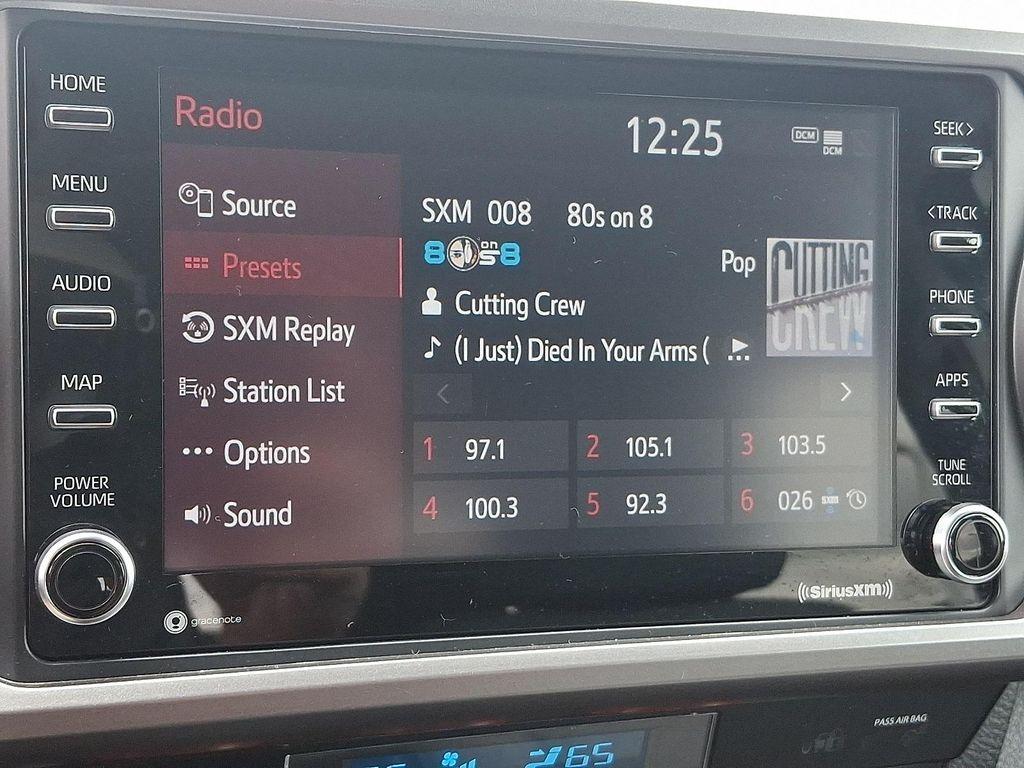 HOME
MENU
AUDIO
MAP
POWER
VOLUME
Radio
12:25
DCM
DCM
Source
Presets
SXM Replay
Station List
Options
Sound
SXM 008 80s on 8
80s on 8
Pop
CUTTING
CREW
Cutting Crew
(I Just) Died In Your Arms (
1 97.1
2 105.1
3 103.5
4 100.3
5 92.3
6 026 SXM
SEEK>
<TRACK
PHONE
APPS
TUNE
SCROLL
gracenote
((SiriusXM))
PASS AIR BAG
65